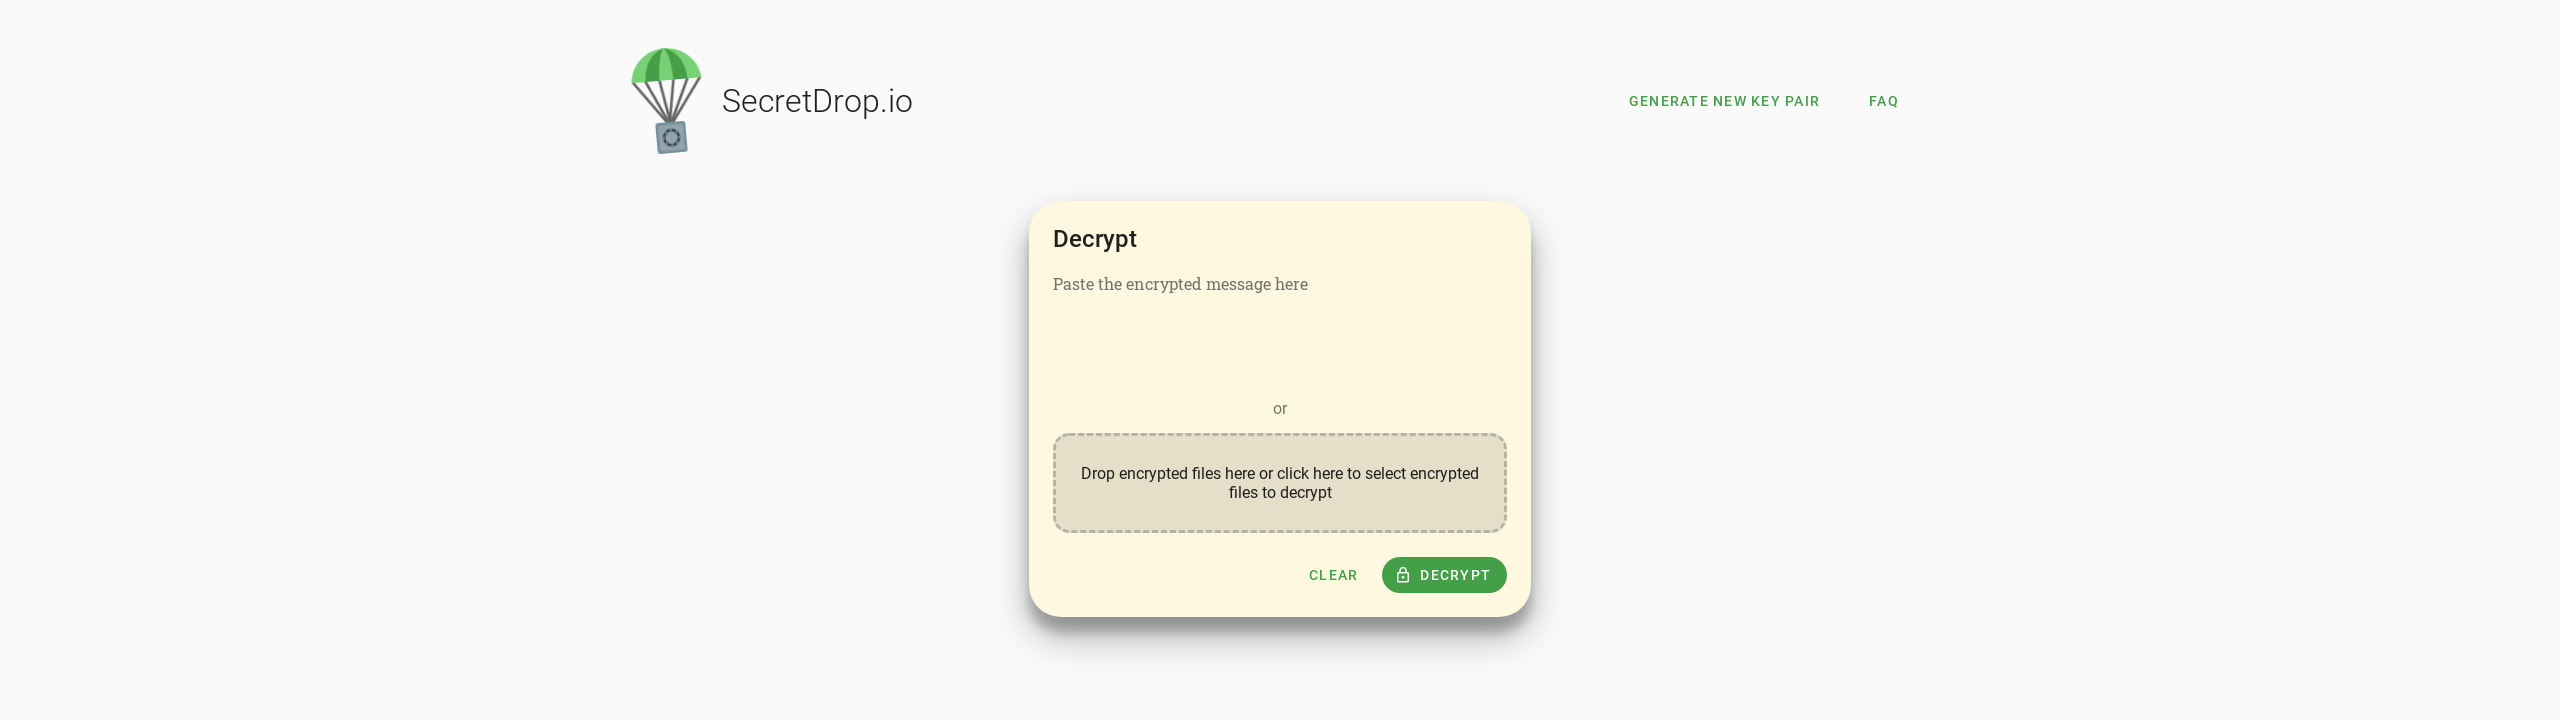 SecretDrop.io
GENERATE NEW KEY PAIR
FAQ
Decrypt
Paste the encrypted message here
or
Drop encrypted files here or click here to select encrypted
files to decrypt
CLEAR
DECRYPT